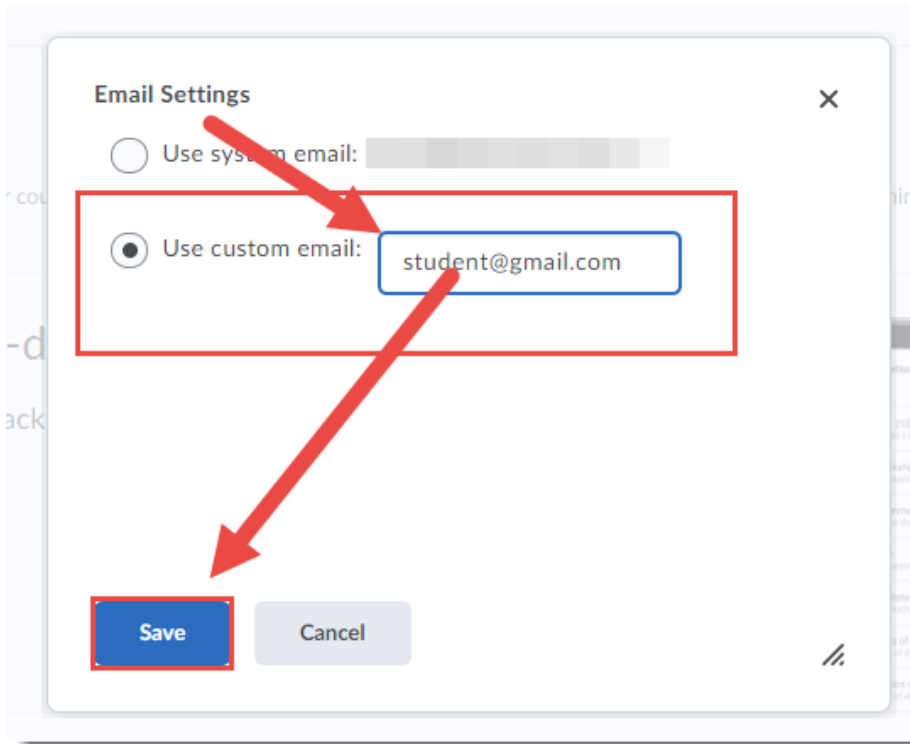 Email Settings
Use system email:
Use custom email:
student@gmail.com
Save
Cancel